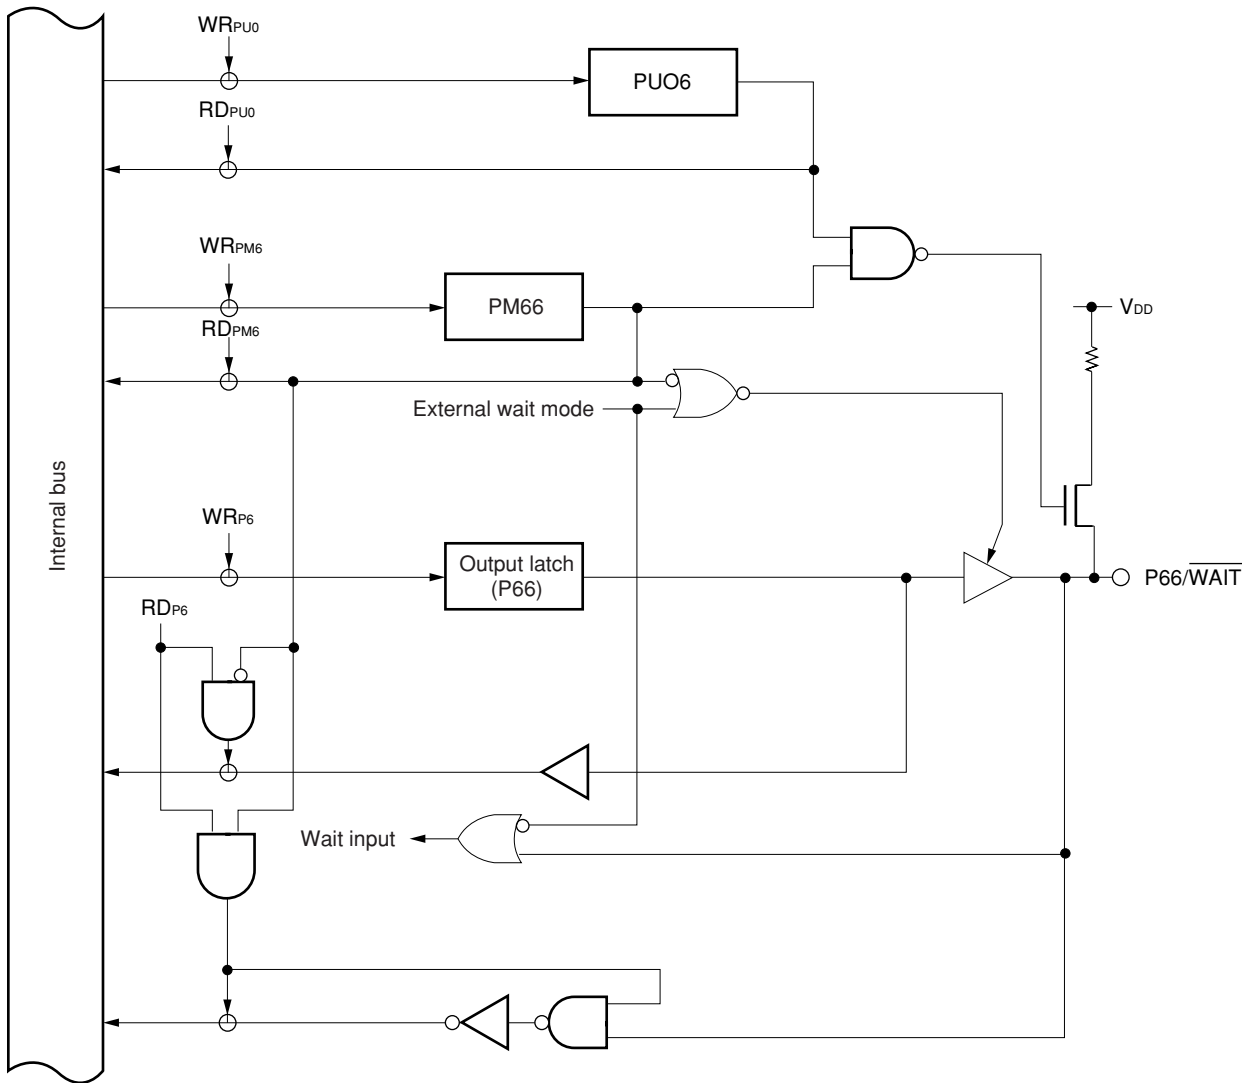 WRPU0
PUO6
RDPU0
WRPM6
PM66
VDD
RDPM6
External wait mode
Internal bus
WRP6
Output latch
(P66)
P66/WAIT
RDP6
Wait input